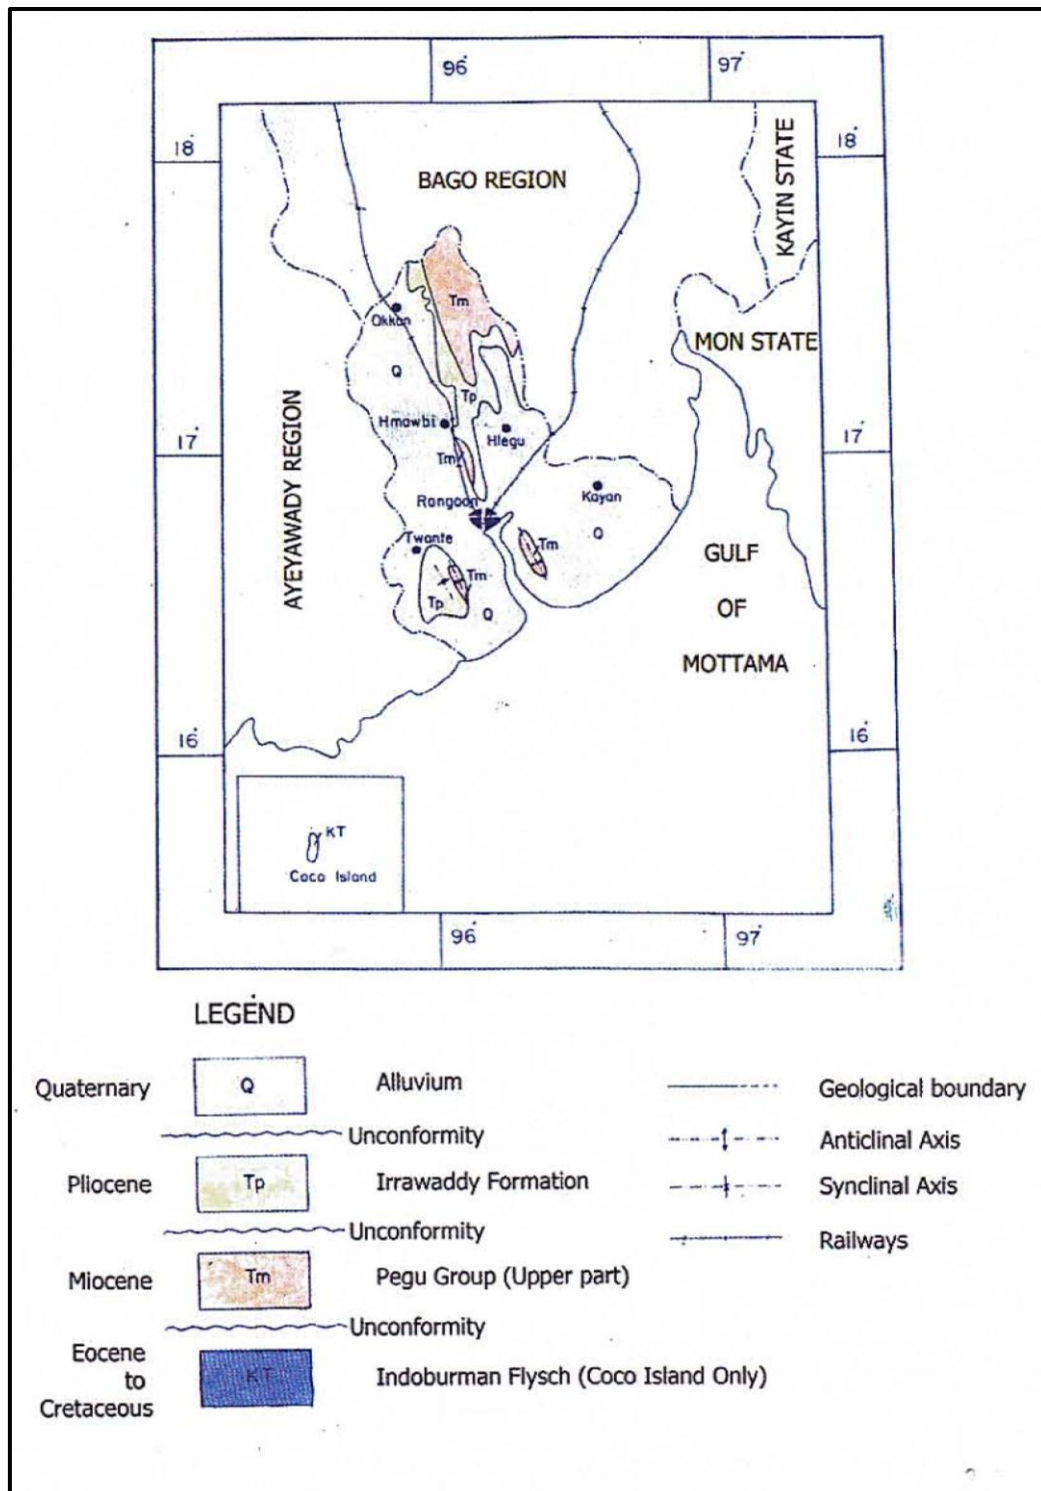 96°
97°
18°
18°
BAGO REGION
KAYIN STATE
Tm
Okkan
MON STATE
Q
Tp
Hmawbi
Hlegu
17°
17°
AYEYAWADY REGION
Tm
Kayan
Rangoon
Q
Twante
Tm
GULF
Tm
Tp
OF
Q
MOTTAMA
16°
16°
KT
Coco Island
96°
97°
LEGEND
Quaternary Q Alluvium Geological boundary
Unconformity Anticlinal Axis
Pliocene Tp Irrawaddy Formation Synclinal Axis
Unconformity Railways
Miocene Tm Pegu Group (Upper part)
Unconformity
Eocene
to
Cretaceous
KT Indoburman Flysch (Coco Island Only)